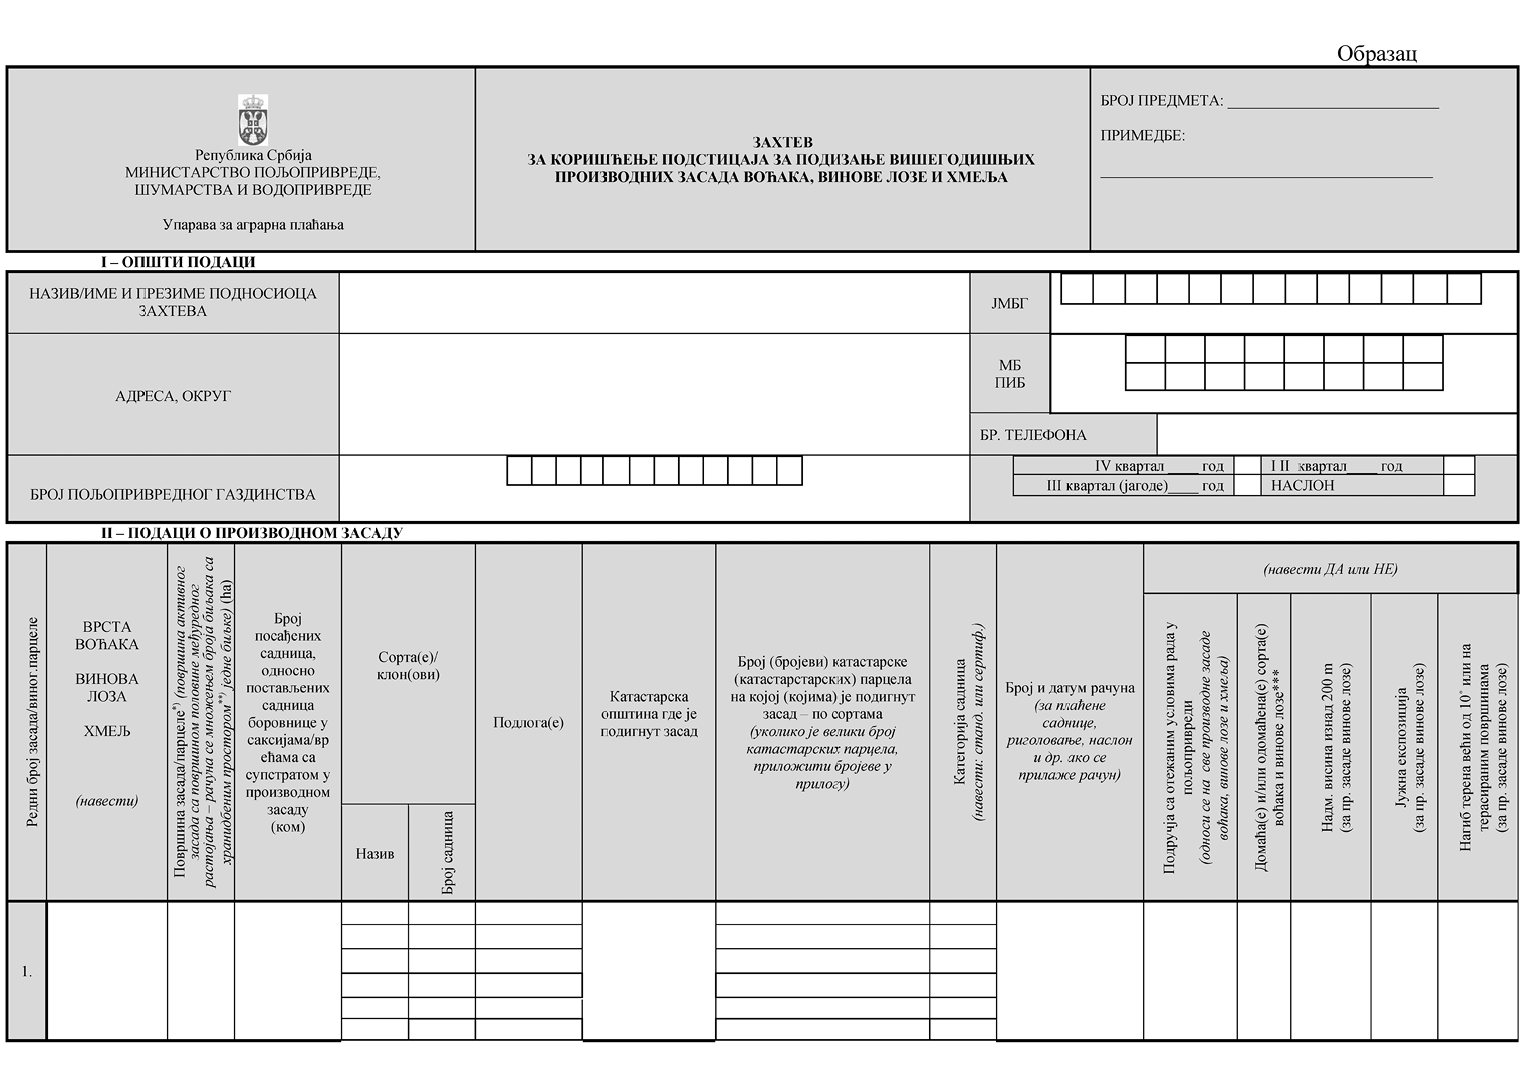 Образац
Република Србија
МИНИСТАРСТВО ПОЉОПРИВРЕДЕ,
ШУМАРСТВА И ВОДОПРИВРЕДЕ
Управа за аграрна плаћања
ЗАХТЕВ
ЗА КОРИШЋЕЊЕ ПОДСТИЦАЈА ЗА ПОДИЗАЊЕ ВИШЕГОДИШЊИХ
ПРОИЗВОДНИХ ЗАСАДА ВОЋАКА, ВИНОВЕ ЛОЗЕ И ХМЕЉА
БРОЈ ПРЕДМЕТА: ____________________________
ПРИМЕДБЕ:
____________________________________________
I – ОПШТИ ПОДАЦИ
НАЗИВ/ИМЕ И ПРЕЗИМЕ ПОДНОСИОЦА
ЗАХТЕВА
ЈМБГ
АДРЕСА, ОКРУГ
МБ
ПИБ
БР. ТЕЛЕФОНА
БРОЈ ПОЉОПРИВРЕДНОГ ГАЗДИНСТВА
IV квартал ____ год
I II квартал____ год
III квартал (јагоде)____ год
НАСЛОН
II – ПОДАЦИ О ПРОИЗВОДНОМ ЗАСАДУ
Редни број засада/виног.парцеле
ВРСТА
ВОЋАКА
ВИНОВА
ЛОЗА
ХМЕЉ
(навести)
Површина засада/парцеле*) (површина активног
засада са површином половине међуредног
растојања – рачуна се множењем броја биљака са
хранидбеним простором**) једне биљке) (ha)
Број
посађених
садница,
односно
постављених
садница
боровнице у
саксијама/вр
ећама са
супстратом у
производном
засаду
(ком)
Сорта(е)/
клон(ови)
Назив
Број садница
Подлога(е)
Катастарска
општина где је
подигнут засад
Број (бројеви) катастарске
(катастарстарских) парцела
на којој (којима) је подигнут
засад – по сортама
(уколико је велики број
катастарских парцела,
приложити бројеве у
прилогу)
Категорија садница
(навести: станд. или сертиф.)
Број и датум рачуна
(за плаћене
саднице,
риголовање, наслон
и др. ако се
прилаже рачун)
(навести ДА или НЕ)
Подручја са отежаним условима рада у
пољопривреди
(односи се на све производне засаде
воћака, винове лозе и хмеља)
Домаћа(е) и/или одомаћена(е) сорта(е)
воћака и винове лозе***
Надм. висина изнад 200 m
(за пр. засаде винове лозе)
Јужна експозиција
(за пр. засаде винове лозе)
Нагиб терена већи од 10˚ или на
терасираним површинама
(за пр. засаде винове лозе)
1.